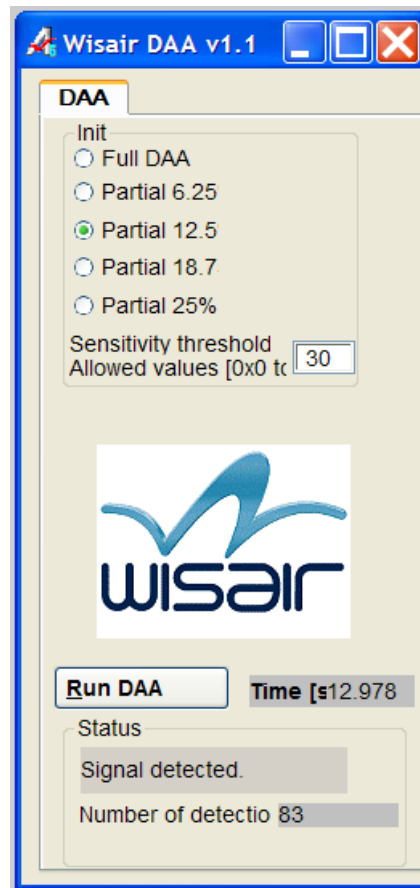 Wisair DAA v1.1
DAA
Init
Full DAA
Partial 6.25
Partial 12.5
Partial 18.7
Partial 25%
Sensitivity threshold
Allowed values [0x0 to
30
wisair
Run DAA
Time [s
12.978
Status
Signal detected.
Number of detectio
83